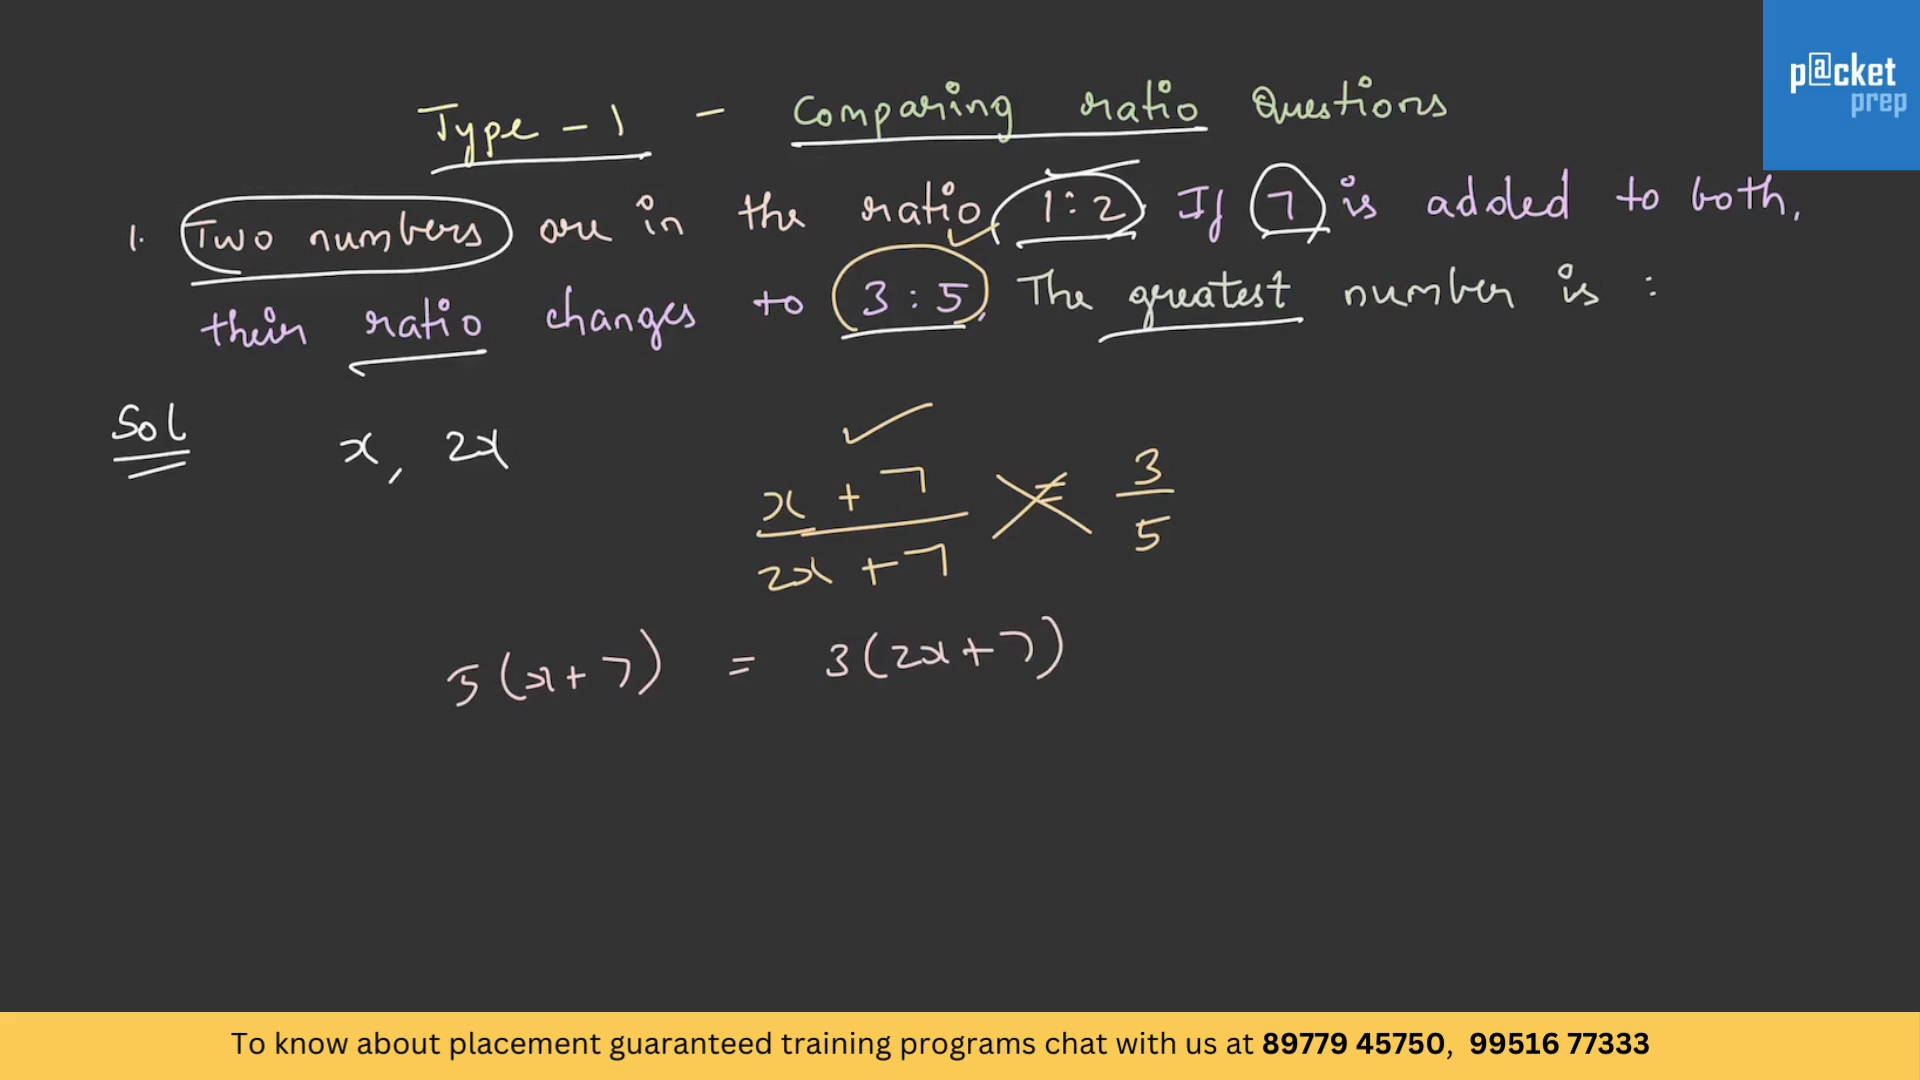 p@cket
prep
Type - 1 - Comparing ratio Questions
1. Two numbers are in the ratio 1:2 If 7 is added to both,
their ratio changes to 3:5. The greatest number is :
Sol x, 2x
x + 7 = 3
2x + 7 5
5(x+7) = 3(2x+7)
To know about placement guaranteed training programs chat with us at 89779 45750, 99516 77333